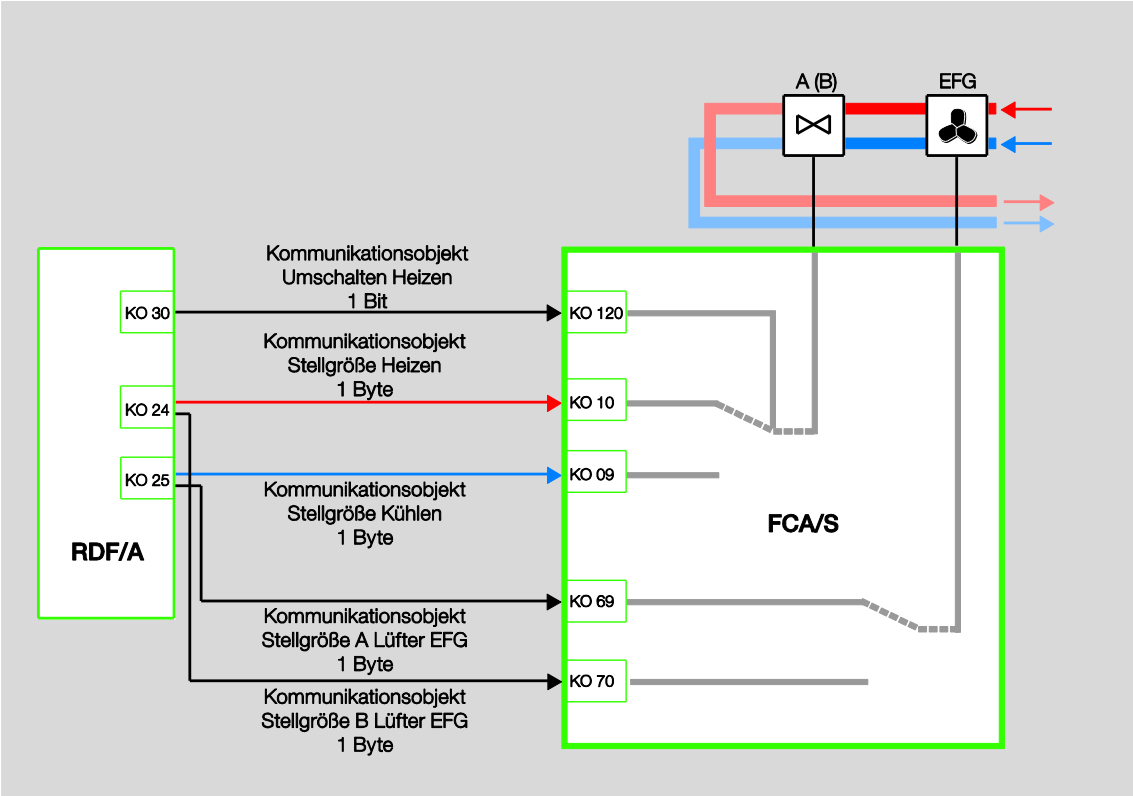 A (B)
EFG
Kommunikationsobjekt
Umschalten Heizen
1 Bit
KO 30
KO 120
Kommunikationsobjekt
Stellgröße Heizen
1 Byte
KO 24
KO 10
KO 25
KO 09
Kommunikationsobjekt
Stellgröße Kühlen
1 Byte
FCA/S
RDF/A
KO 69
Kommunikationsobjekt
Stellgröße A Lüfter EFG
1 Byte
KO 70
Kommunikationsobjekt
Stellgröße B Lüfter EFG
1 Byte